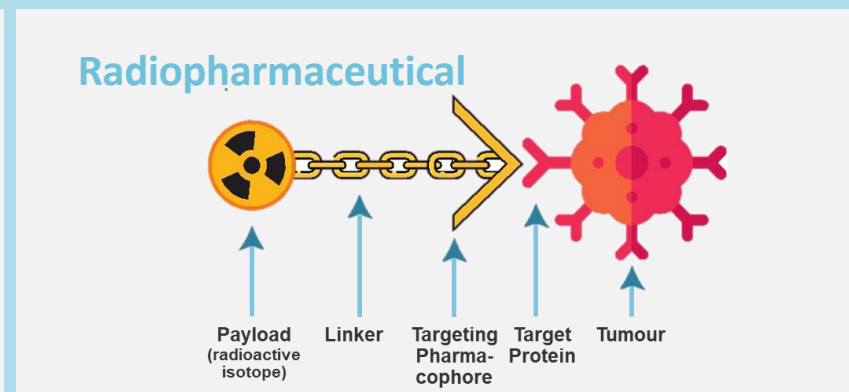 Radiopharmaceutical
Payload
(radioactive
isotope)
Linker
Targeting
Pharma-
cophore
Target
Protein
Tumour